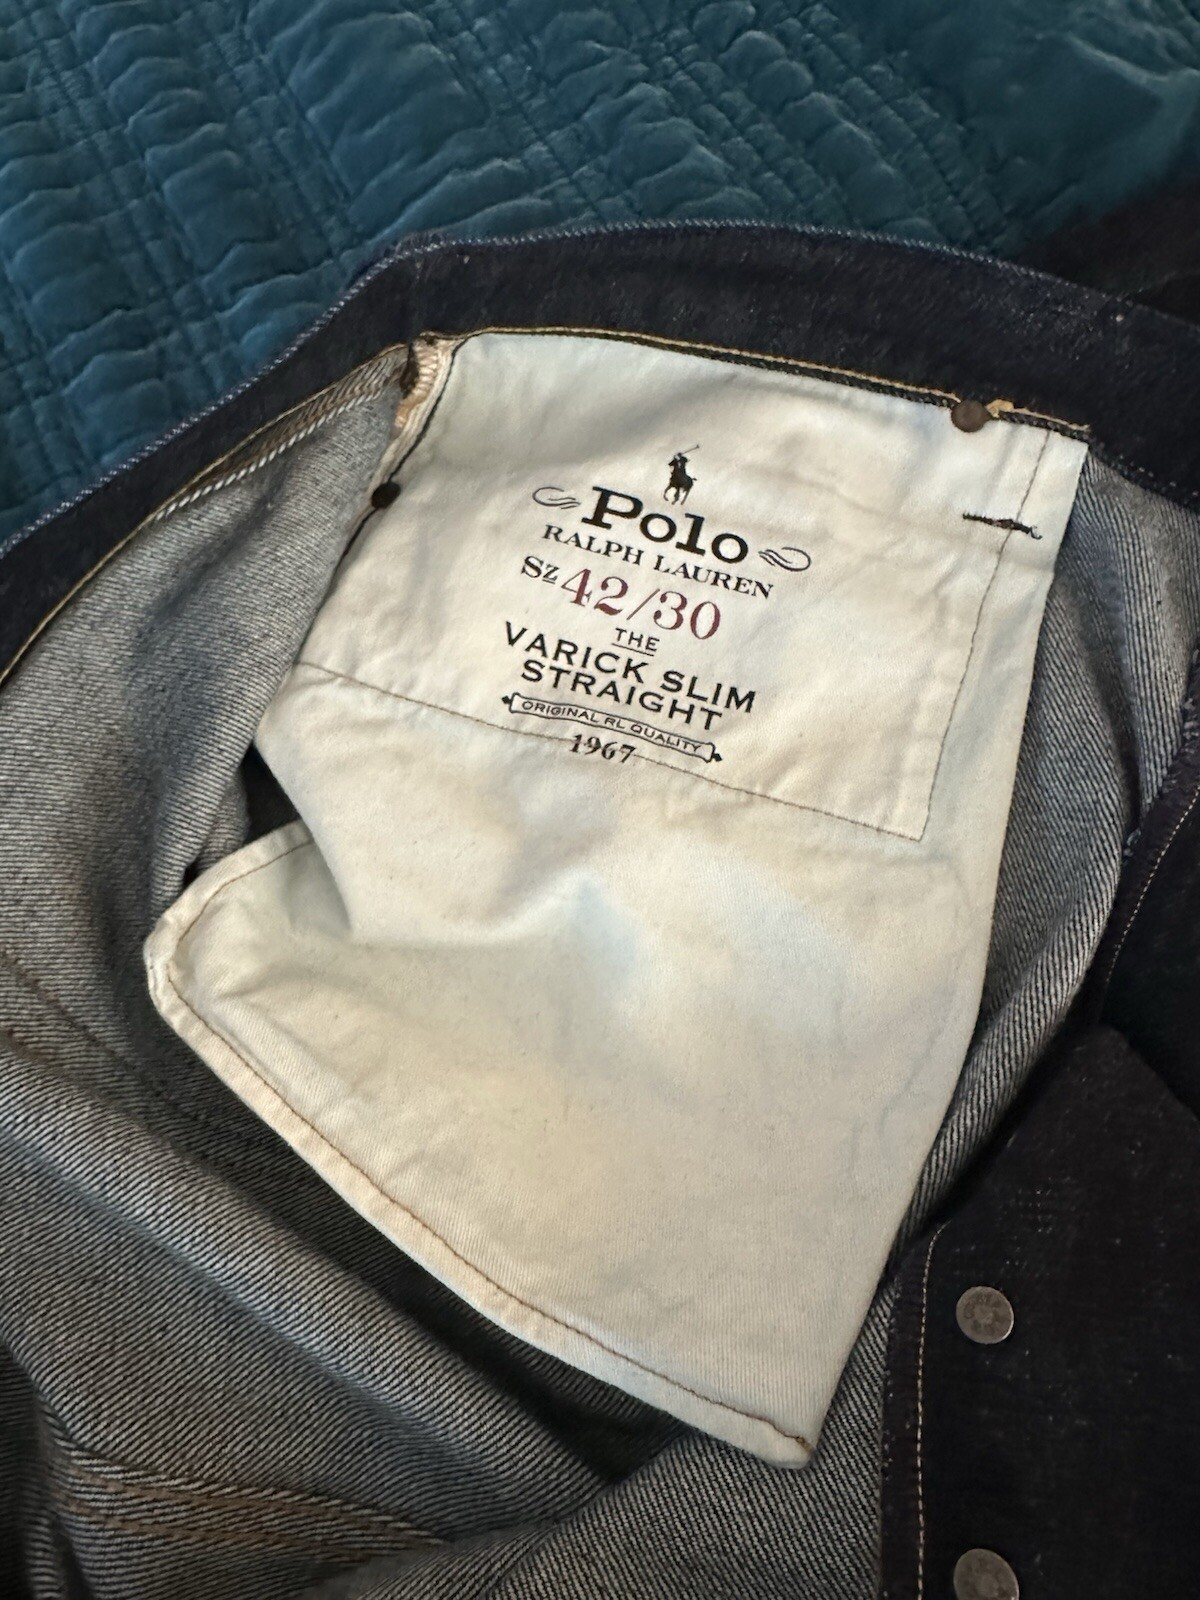 Polo
RALPH LAUREN
Sz 42/30
THE
VARICK SLIM
STRAIGHT
ORIGINAL RL QUALITY
1967